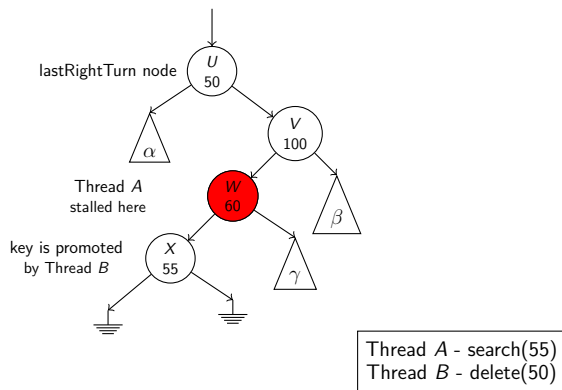 U
lastRightTurn node
50
V
100
α
Thread A
stalled here
W
60
β
key is promoted
by Thread B
X
55
γ
Thread A - search(55)
Thread B - delete(50)